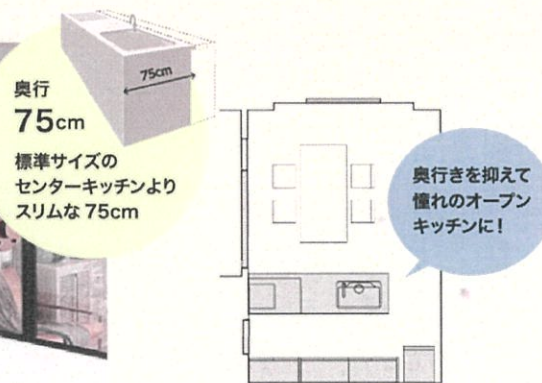 75cm
奥行
75cm
標準サイズの
センターキッチンより
スリムな 75cm
奥行きを抑えて
憧れのオープン
キッチンに！